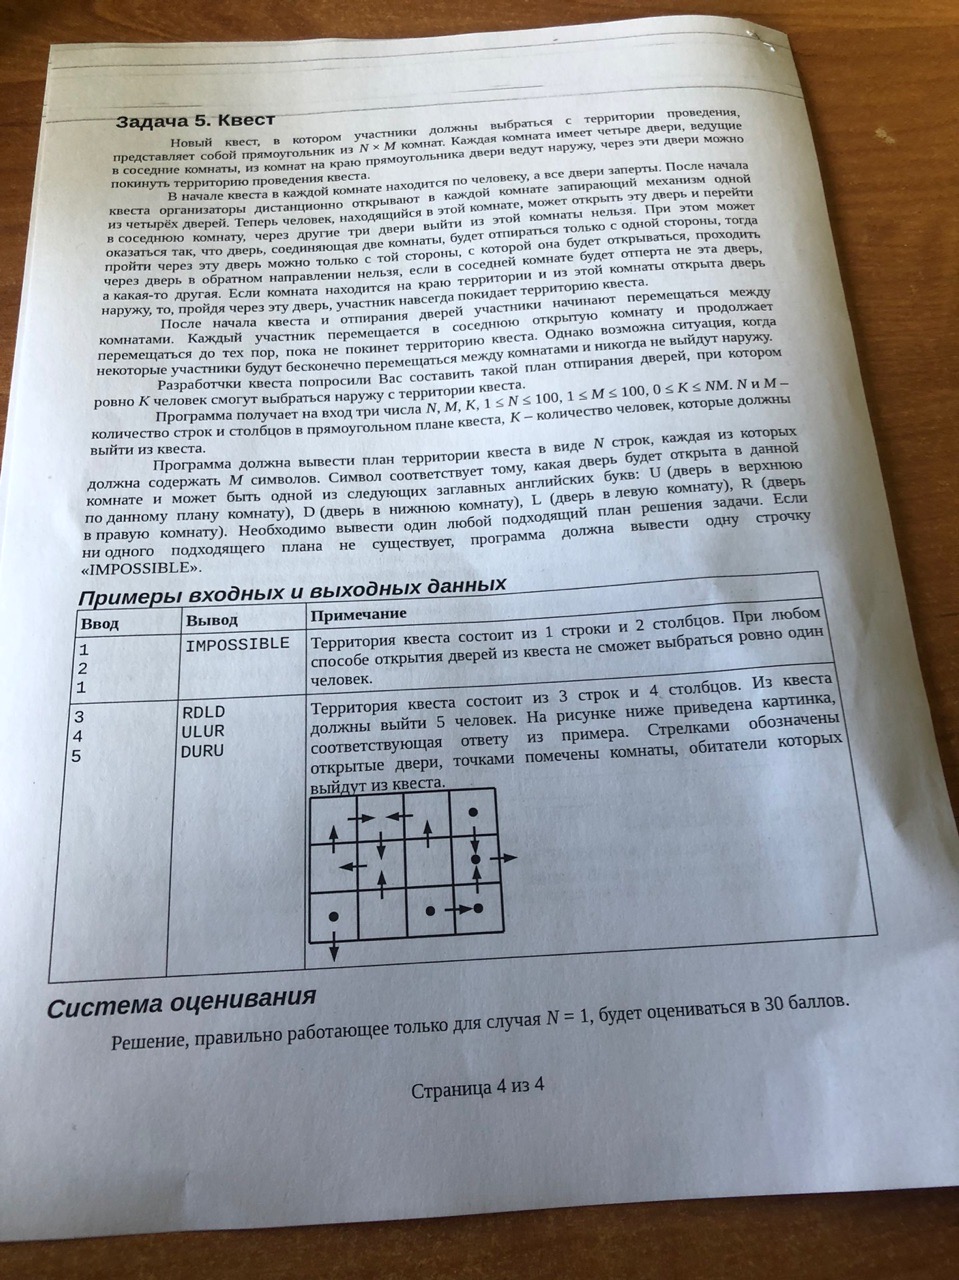 Задача 5. Квест
Новый квест, в котором участники должны выбраться с территории проведения,
представляет собой прямоугольник из N × M комнат. Каждая комната имеет четыре двери, ведущие
в соседние комнаты, из комнат на краю прямоугольника двери ведут наружу, через эти двери можно
покинуть территорию проведения квеста.
В начале квеста в каждой комнате находится по человеку, а все двери заперты. После начала
квеста организаторы дистанционно открывают в каждой комнате запирающий механизм одной
из четырёх дверей. Теперь человек, находящийся в этой комнате, может открыть эту дверь и перейти
в соседнюю комнату, через другие три двери выйти из этой комнаты нельзя. При этом может
оказаться так, что дверь, соединяющая две комнаты, будет отпираться только с одной стороны, тогда
пройти через эту дверь можно только с той стороны, с которой она будет открываться, проходить
через дверь в обратном направлении нельзя, если в соседней комнате будет отперта не эта дверь,
а какая-то другая. Если комната находится на краю территории и из этой комнаты открыта дверь
наружу, то, пройдя через эту дверь, участник навсегда покидает территорию квеста.
После начала квеста и отпирания дверей участники начинают перемещаться между
комнатами. Каждый участник перемещается в соседнюю открытую комнату и продолжает
перемещаться до тех пор, пока не покинет территорию квеста. Однако возможна ситуация, когда
некоторые участники будут бесконечно перемещаться между комнатами и никогда не выйдут наружу.
Разработчки квеста попросили Вас составить такой план отпирания дверей, при котором
ровно K человек смогут выбраться наружу с территории квеста.
Программа получает на вход три числа N, M, K, 1 ≤ N ≤ 100, 1 ≤ M ≤ 100, 0 ≤ K ≤ NM. N и M –
количество строк и столбцов в прямоугольном плане квеста, K – количество человек, которые должны
выйти из квеста.
Программа должна вывести план территории квеста в виде N строк, каждая из которых
должна содержать M символов. Символ соответствует тому, какая дверь будет открыта в данной
комнате и может быть одной из следующих заглавных английских букв: U (дверь в верхнюю
по данному плану комнату), D (дверь в нижнюю комнату), L (дверь в левую комнату), R (дверь
в правую комнату). Необходимо вывести один любой подходящий план решения задачи. Если
ни одного подходящего плана не существует, программа должна вывести одну строчку
«IMPOSSIBLE».
Примеры входных и выходных данных
Ввод Вывод Примечание
1 IMPOSSIBLE Территория квеста состоит из 1 строки и 2 столбцов. При любом
2 способе открытия дверей из квеста не сможет выбраться ровно один
1 человек.
3 RDLD Территория квеста состоит из 3 строк и 4 столбцов. Из квеста
4 ULUR должны выйти 5 человек. На рисунке ниже приведена картинка,
5 DURU соответствующая ответу из примера. Стрелками обозначены
открытые двери, точками помечены комнаты, обитатели которых
выйдут из квеста.
Система оценивания
Решение, правильно работающее только для случая N = 1, будет оцениваться в 30 баллов.
Страница 4 из 4